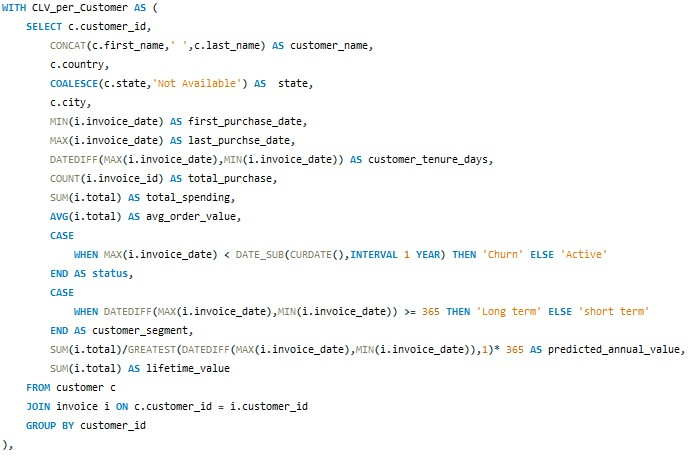 WITH CLV_per_Customer AS (
SELECT c.customer_id,
CONCAT(c.first_name,' ',c.last_name) AS customer_name,
c.country,
COALESCE(c.state,'Not Available') AS  state,
c.city,
MIN(i.invoice_date) AS first_purchase_date,
MAX(i.invoice_date) AS last_purchse_date,
DATEDIFF(MAX(i.invoice_date),MIN(i.invoice_date)) AS customer_tenure_days,
COUNT(i.invoice_id) AS total_purchase,
SUM(i.total) AS total_spending,
AVG(i.total) AS avg_order_value,
CASE
WHEN MAX(i.invoice_date) < DATE_SUB(CURDATE(),INTERVAL 1 YEAR) THEN 'Churn' ELSE 'Active'
END AS status,
CASE
WHEN DATEDIFF(MAX(i.invoice_date),MIN(i.invoice_date)) >= 365 THEN 'Long term' ELSE 'short term'
END AS customer_segment,
SUM(i.total)/GREATEST(DATEDIFF(MAX(i.invoice_date),MIN(i.invoice_date)),1)* 365 AS predicted_annual_value,
SUM(i.total) AS lifetime_value
FROM customer c
JOIN invoice i ON c.customer_id = i.customer_id
GROUP BY customer_id
),